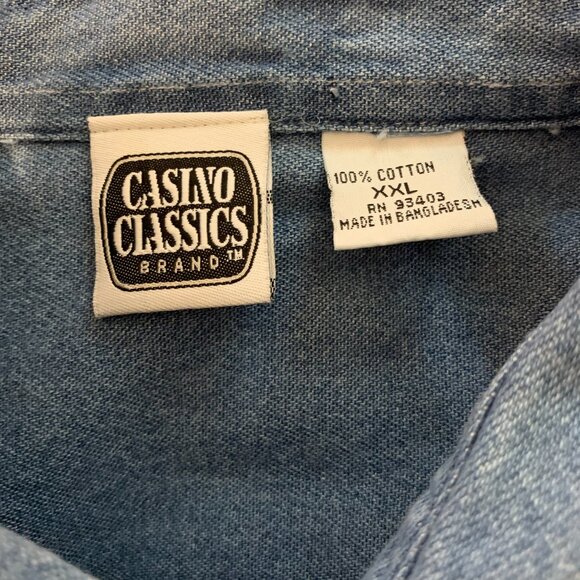 CASINO
CLASSICS
BRAND™
100% COTTON
XXL
RN 93403
MADE IN BANGLADESH